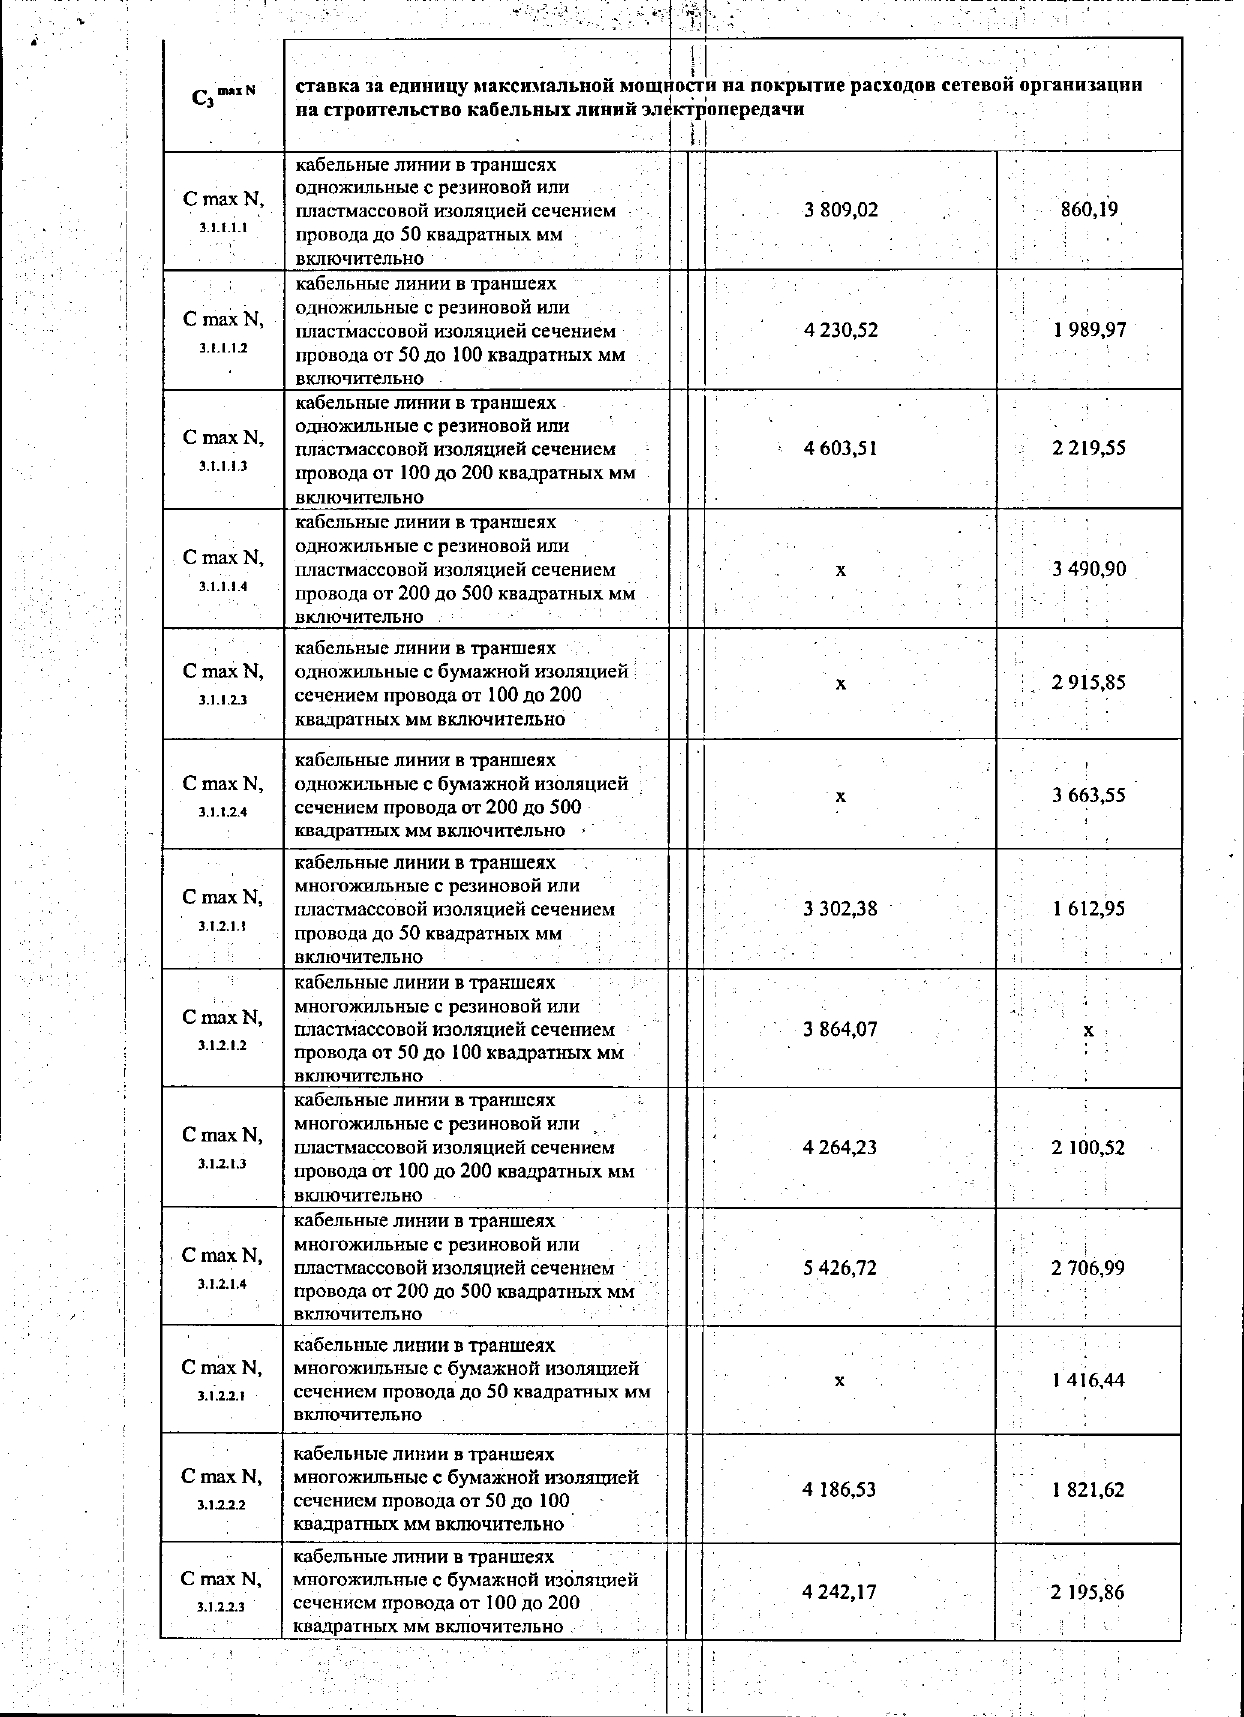 C₃ max N
ставка за единицу максимальной мощности на покрытие расходов сетевой организации
на строительство кабельных линий электропередачи
C max N,
3.1.1.1.1
кабельные линии в траншеях
одножильные с резиновой или
пластмассовой изоляцией сечением
провода до 50 квадратных мм
включительно
3 809,02
860,19
C max N,
3.1.1.1.2
кабельные линии в траншеях
одножильные с резиновой или
пластмассовой изоляцией сечением
провода от 50 до 100 квадратных мм
включительно
4 230,52
1 989,97
C max N,
3.1.1.1.3
кабельные линии в траншеях
одножильные с резиновой или
пластмассовой изоляцией сечением
провода от 100 до 200 квадратных мм
включительно
4 603,51
2 219,55
C max N,
3.1.1.1.4
кабельные линии в траншеях
одножильные с резиновой или
пластмассовой изоляцией сечением
провода от 200 до 500 квадратных мм
включительно
х
3 490,90
C max N,
3.1.1.2.3
кабельные линии в траншеях
одножильные с бумажной изоляцией
сечением провода от 100 до 200
квадратных мм включительно
х
2 915,85
C max N,
3.1.1.2.4
кабельные линии в траншеях
одножильные с бумажной изоляцией
сечением провода от 200 до 500
квадратных мм включительно
х
3 663,55
C max N,
3.1.2.1.1
кабельные линии в траншеях
многожильные с резиновой или
пластмассовой изоляцией сечением
провода до 50 квадратных мм
включительно
3 302,38
1 612,95
C max N,
3.1.2.1.2
кабельные линии в траншеях
многожильные с резиновой или
пластмассовой изоляцией сечением
провода от 50 до 100 квадратных мм
включительно
3 864,07
х
C max N,
3.1.2.1.3
кабельные линии в траншеях
многожильные с резиновой или
пластмассовой изоляцией сечением
провода от 100 до 200 квадратных мм
включительно
4 264,23
2 100,52
C max N,
3.1.2.1.4
кабельные линии в траншеях
многожильные с резиновой или
пластмассовой изоляцией сечением
провода от 200 до 500 квадратных мм
включительно
5 426,72
2 706,99
C max N,
3.1.2.2.1
кабельные линии в траншеях
многожильные с бумажной изоляцией
сечением провода до 50 квадратных мм
включительно
х
1 416,44
C max N,
3.1.2.2.2
кабельные линии в траншеях
многожильные с бумажной изоляцией
сечением провода от 50 до 100
квадратных мм включительно
4 186,53
1 821,62
C max N,
3.1.2.2.3
кабельные линии в траншеях
многожильные с бумажной изоляцией
сечением провода от 100 до 200
квадратных мм включительно
4 242,17
2 195,86